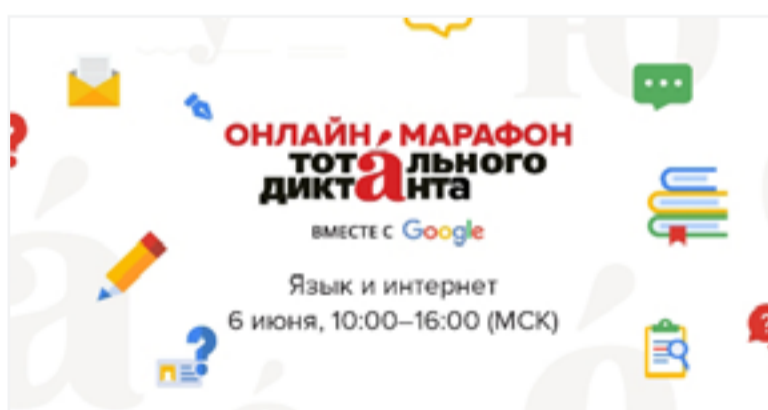 ОНЛАЙН-МАРАФОН
тотального
диктанта
ВМЕСТЕ С Google
Язык и интернет
6 июня, 10:00–16:00 (МСК)